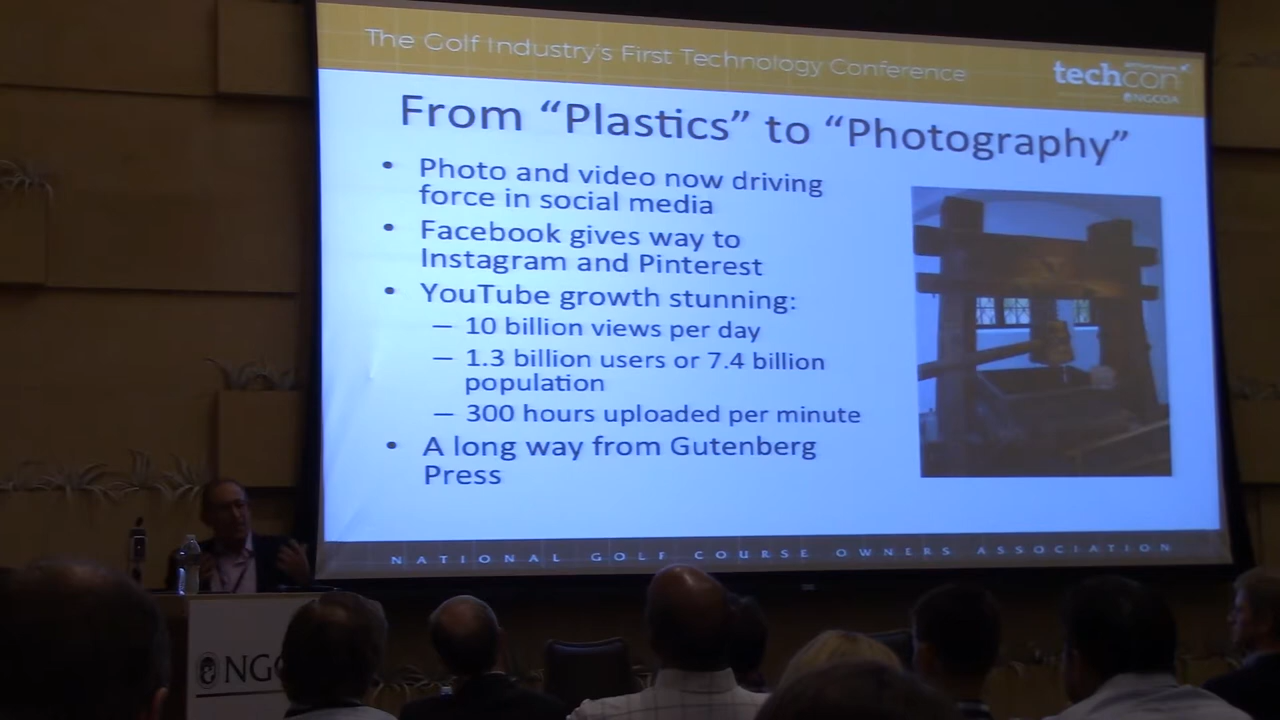 The Golf Industry's First Technology Conference
techcon
NGCOA
From “Plastics” to “Photography”
• Photo and video now driving
force in social media
• Facebook gives way to
Instagram and Pinterest
• YouTube growth stunning:
– 10 billion views per day
– 1.3 billion users or 7.4 billion
population
– 300 hours uploaded per minute
• A long way from Gutenberg
Press
NATIONAL GOLF COURSE OWNERS ASSOCIATION
NGC